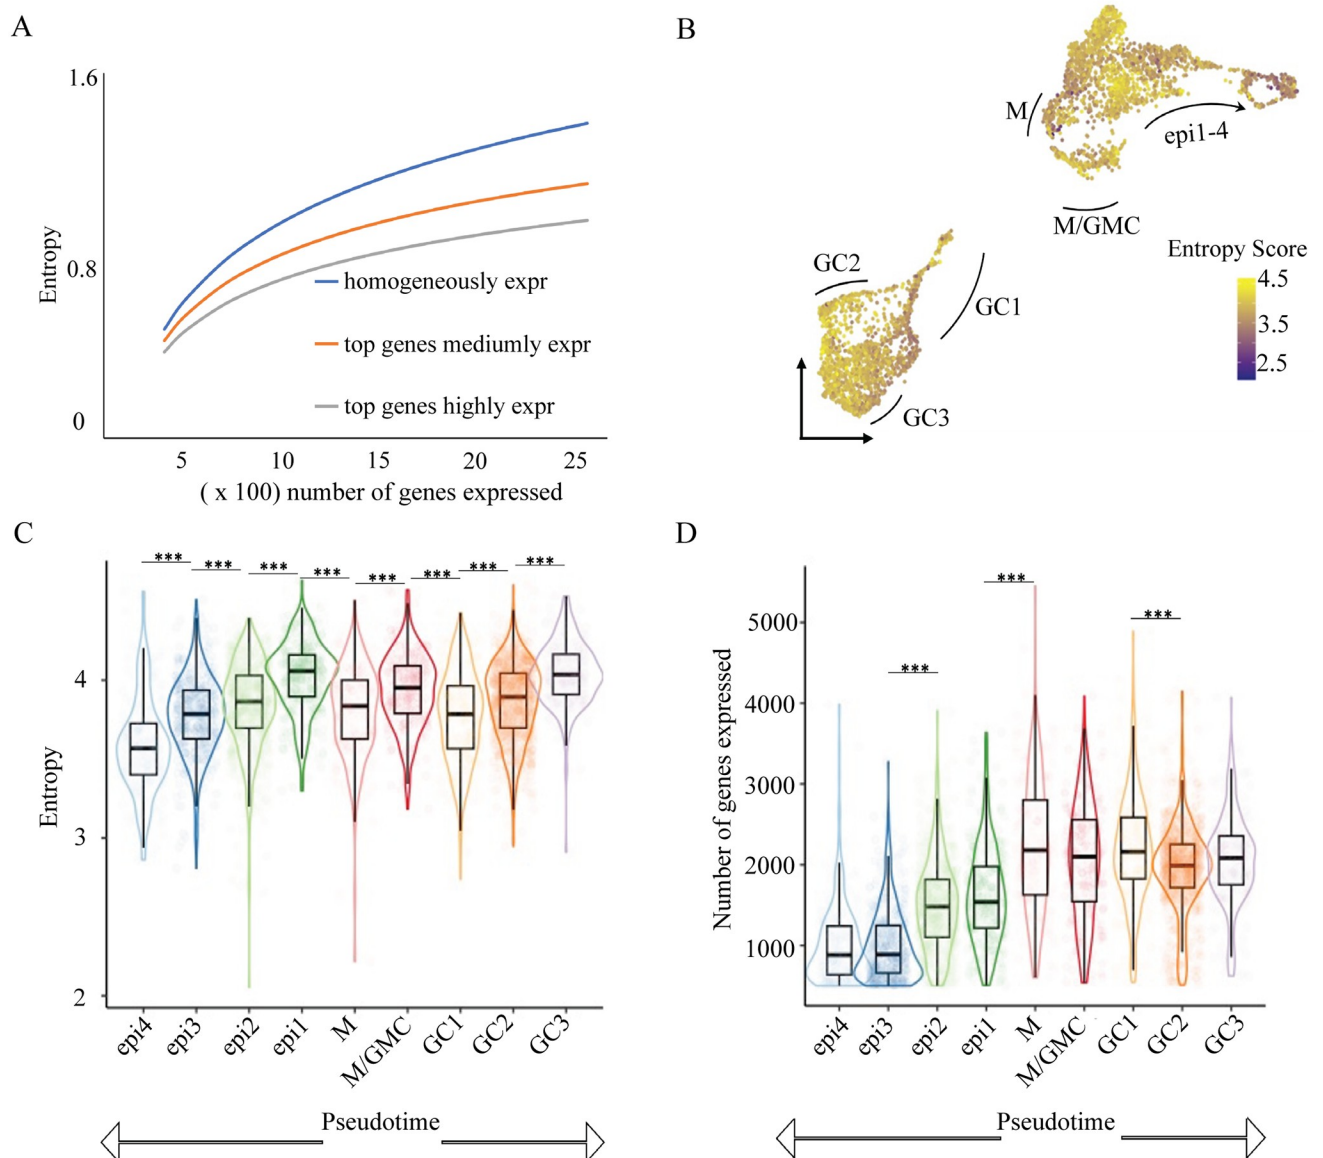 A
1.6
0.8
0
Entropy
homogeneously expr
top genes mediumly expr
top genes highly expr
5 10 15 20 25
( x 100) number of genes expressed
B
M
epi1-4
M/GMC
GC2
GC1
GC3
Entropy Score
4.5
3.5
2.5
C
*** *** *** *** *** *** *** ***
4
3
2
Entropy
epi4 epi3 epi2 epi1 M M/GMC GC1 GC2 GC3
Pseudotime
D
*** *** ***
5000
4000
3000
2000
1000
Number of genes expressed
epi4 epi3 epi2 epi1 M M/GMC GC1 GC2 GC3
Pseudotime